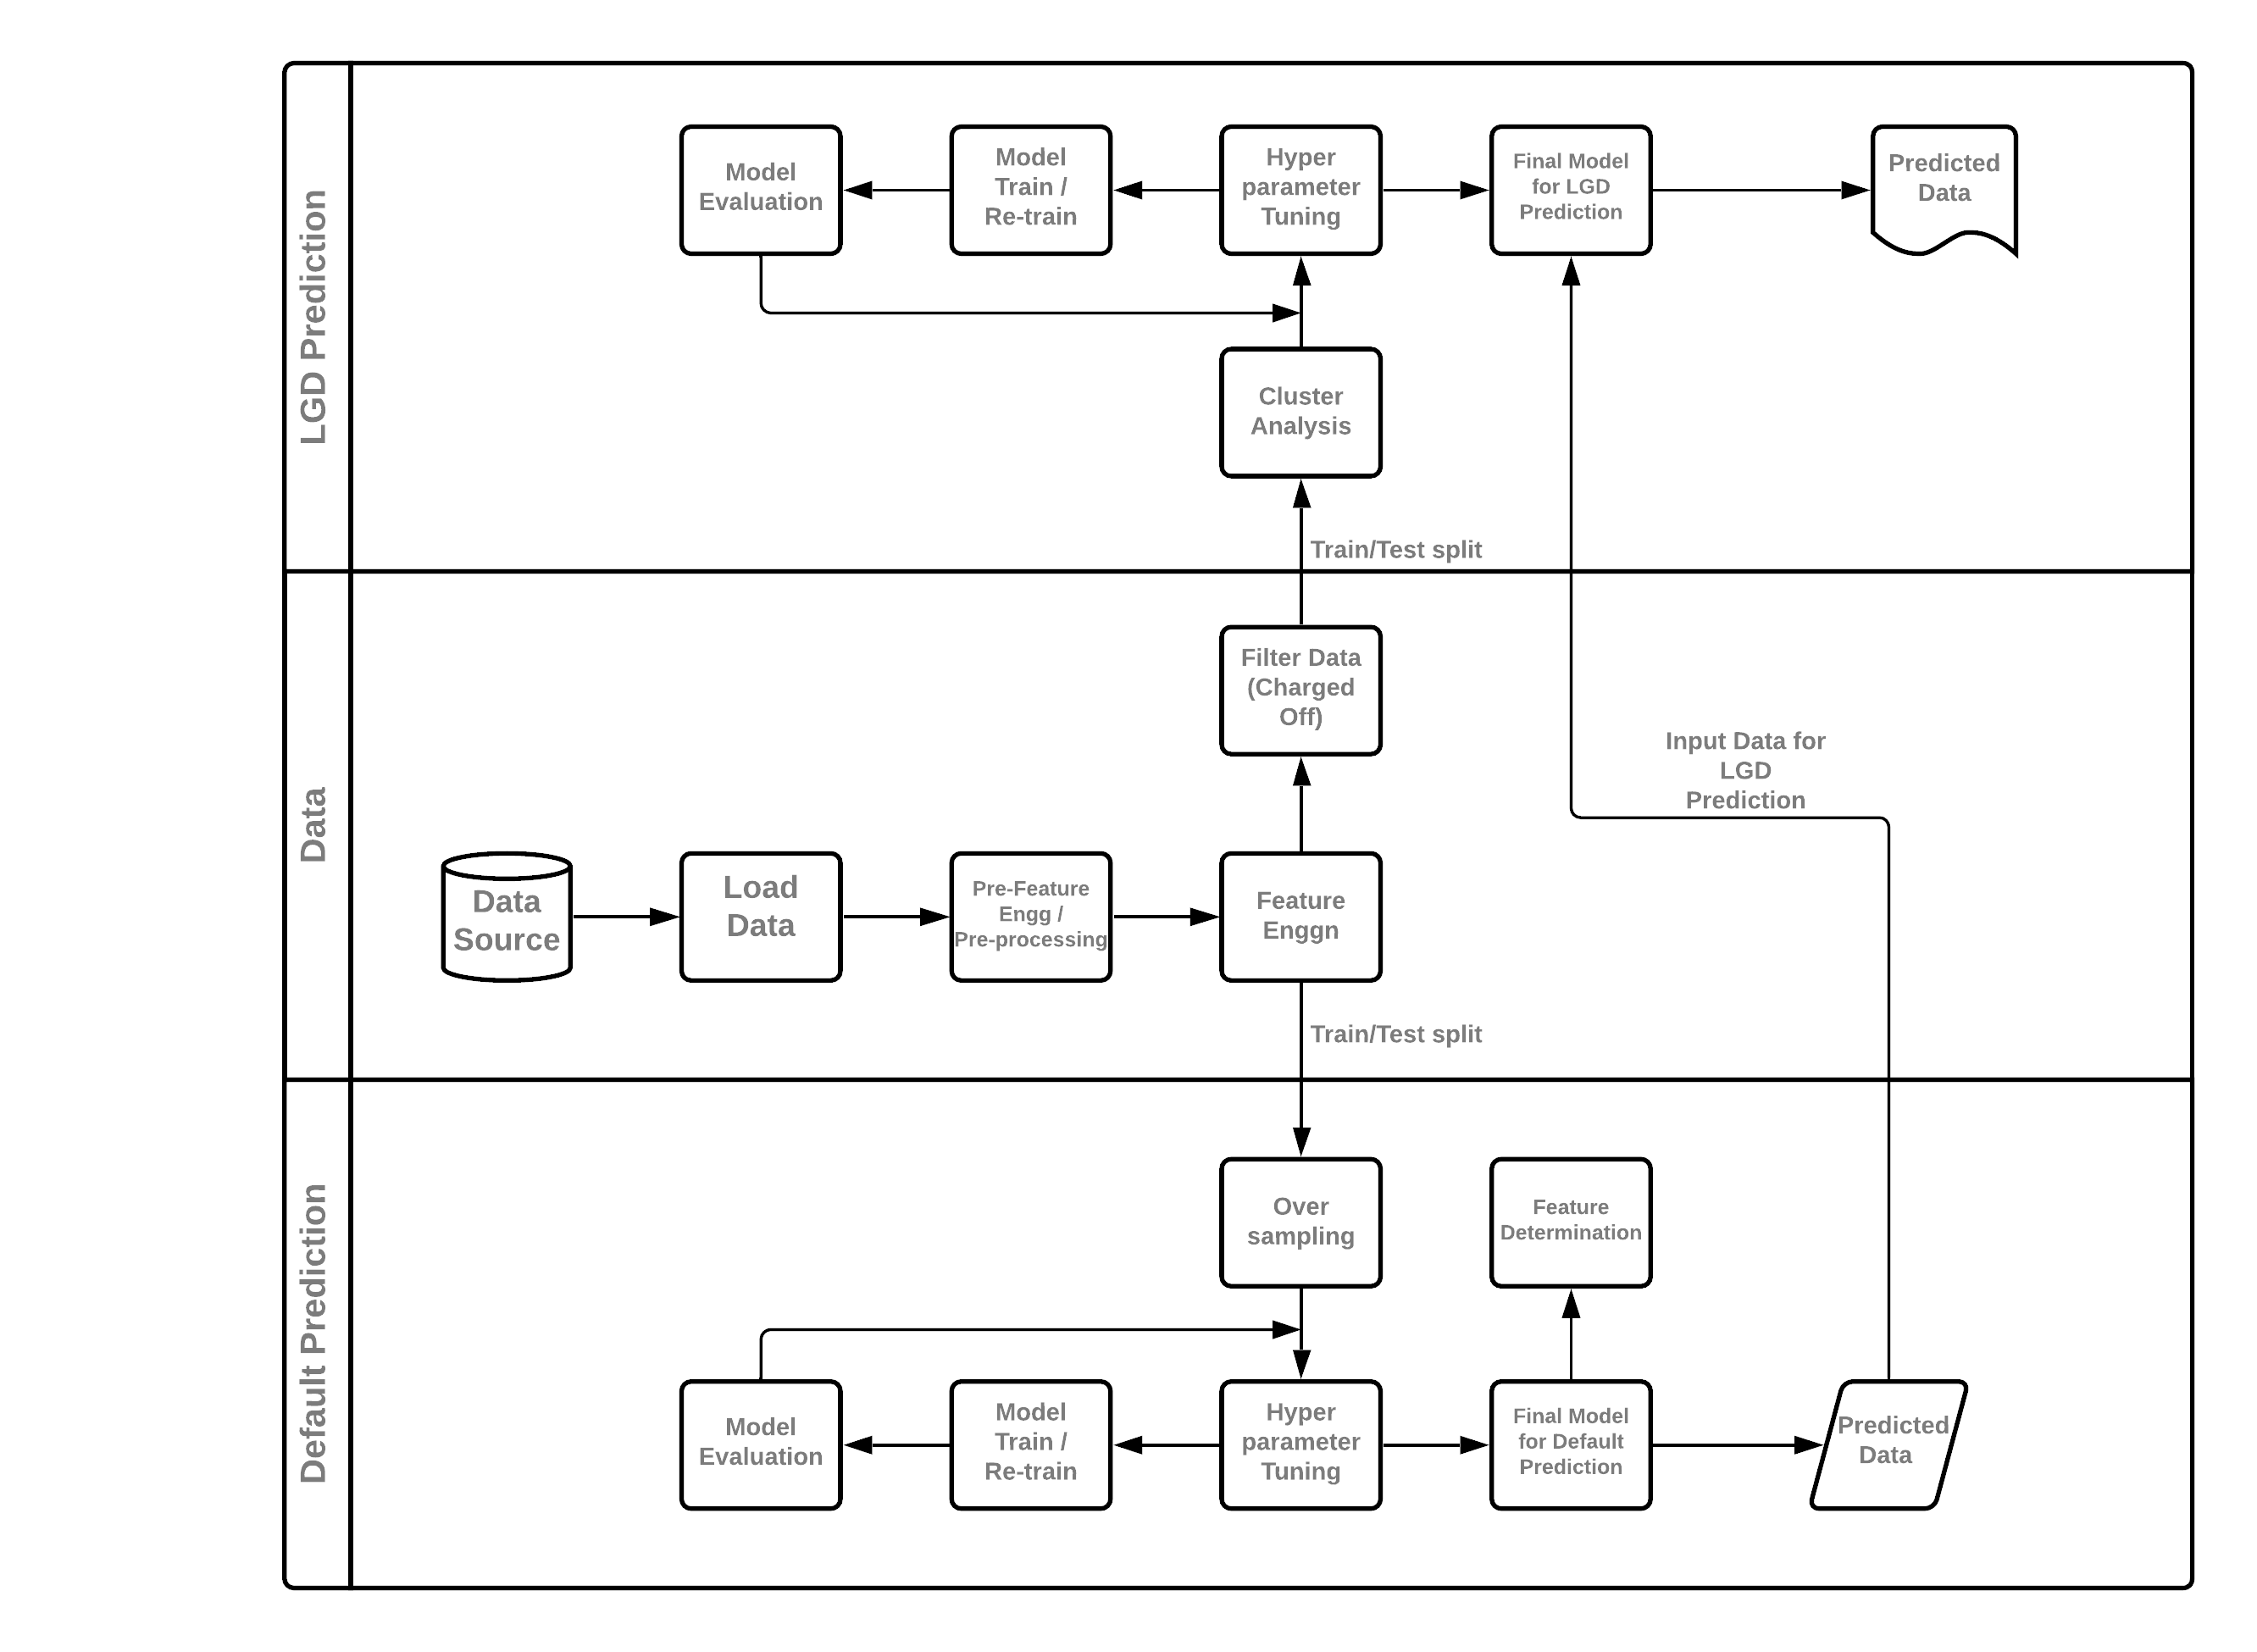 LGD Prediction
Model
Evaluation
Model
Train /
Re-train
Hyper
parameter
Tuning
Final Model
for LGD
Prediction
Predicted
Data
Cluster
Analysis
Train/Test split
Data
Filter Data
(Charged
Off)
Input Data for
LGD
Prediction
Data
Source
Load
Data
Pre-Feature
Engg /
Pre-processing
Feature
Enggn
Train/Test split
Default Prediction
Over
sampling
Feature
Determination
Model
Evaluation
Model
Train /
Re-train
Hyper
parameter
Tuning
Final Model
for Default
Prediction
Predicted
Data